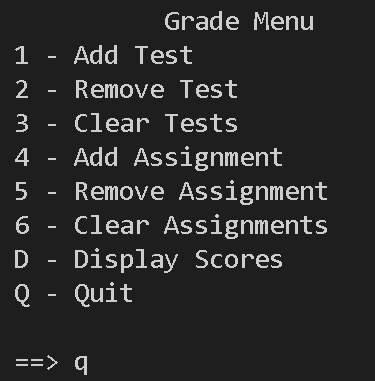 Grade Menu
1 - Add Test
2 - Remove Test
3 - Clear Tests
4 - Add Assignment
5 - Remove Assignment
6 - Clear Assignments
D - Display Scores
Q - Quit
==> q